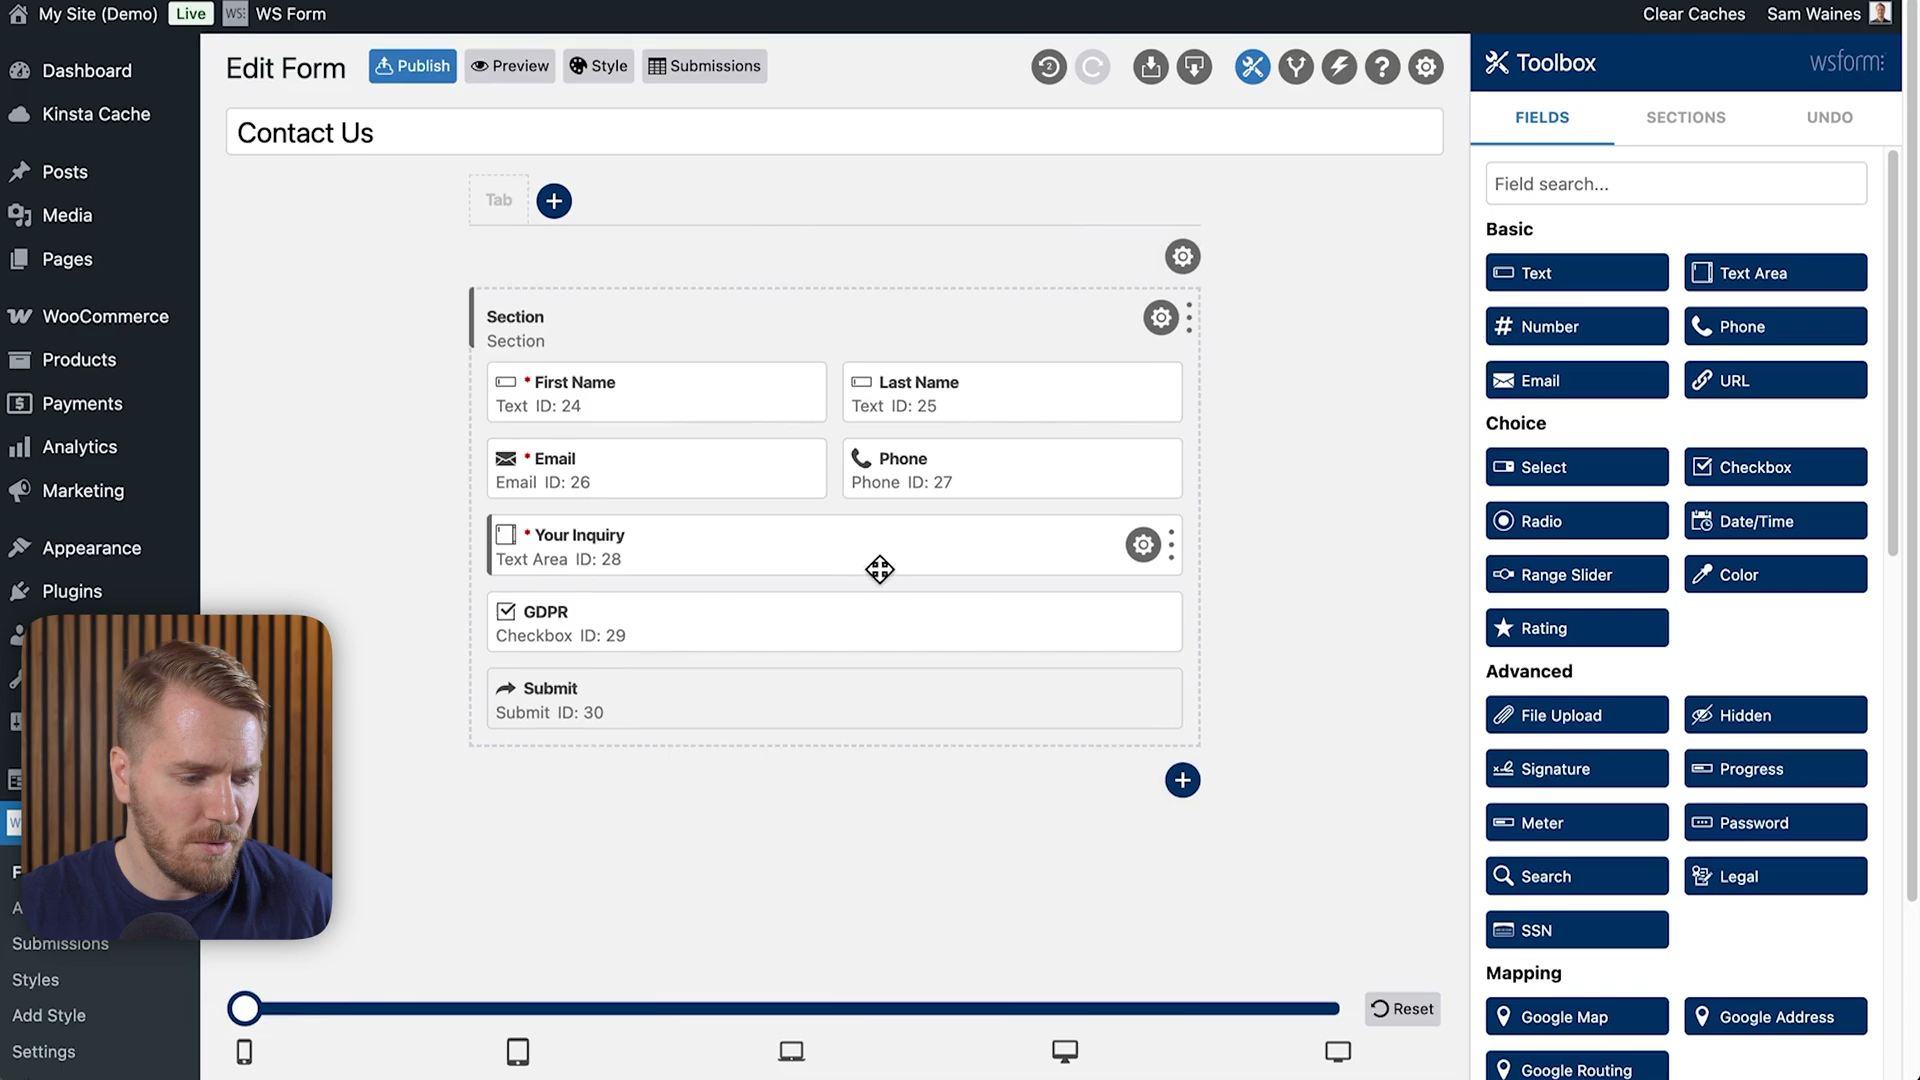 My Site (Demo) Live WS Form Clear Caches Sam Waines
Dashboard
Kinsta Cache
Posts
Media
Pages
WooCommerce
Products
Payments
Analytics
Marketing
Appearance
Plugins
Submissions
Styles
Add Style
Settings
Edit Form Publish Preview Style Submissions
Contact Us
Tab
Section
Section
* First Name
Text ID: 24
Last Name
Text ID: 25
* Email
Email ID: 26
Phone
Phone ID: 27
* Your Inquiry
Text Area ID: 28
GDPR
Checkbox ID: 29
Submit
Submit ID: 30
Reset
Toolbox wsform
FIELDS SECTIONS UNDO
Field search...
Basic
Text Text Area
Number Phone
Email URL
Choice
Select Checkbox
Radio Date/Time
Range Slider Color
Rating
Advanced
File Upload Hidden
Signature Progress
Meter Password
Search Legal
SSN
Mapping
Google Map Google Address
Google Routing